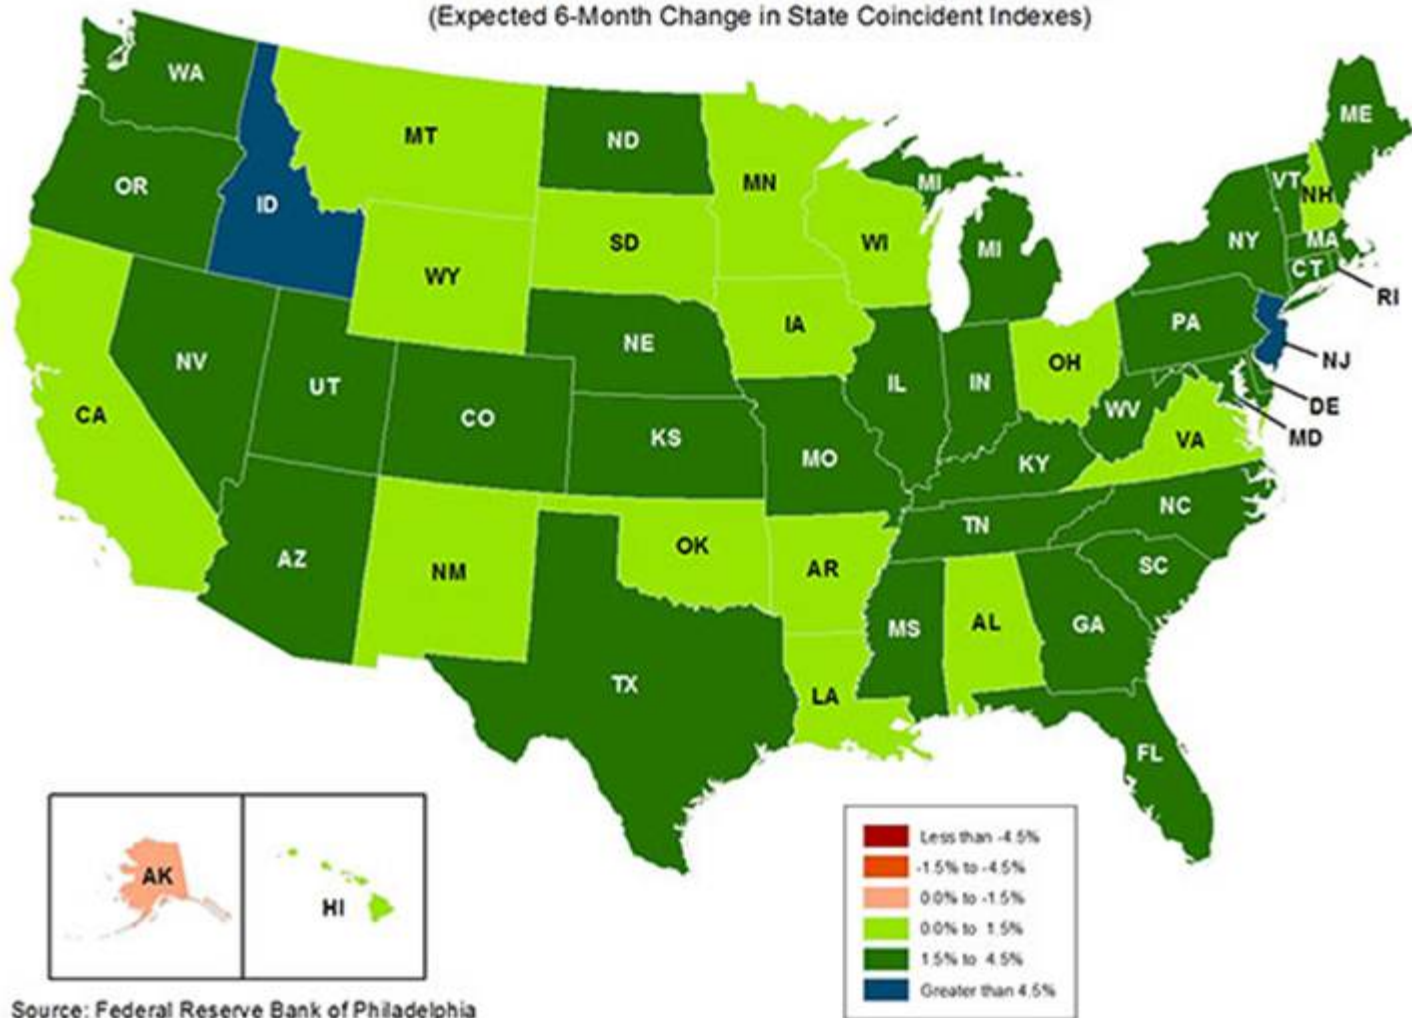 (Expected 6-Month Change in State Coincident Indexes)
WA
MT
ND
MN
MI
ME
OR
ID
SD
WI
MI
VT
NH
NY
MA
CT
RI
WY
IA
PA
NJ
NV
UT
NE
CO
IL
IN
OH
WV
DE
MD
CA
KS
MO
KY
VA
AZ
NM
OK
AR
TN
NC
SC
MS
AL
GA
TX
LA
FL
AK
HI
Less than -4.5%
-1.5% to -4.5%
0.0% to -1.5%
0.0% to 1.5%
1.5% to 4.5%
Greater than 4.5%
Source: Federal Reserve Bank of Philadelphia